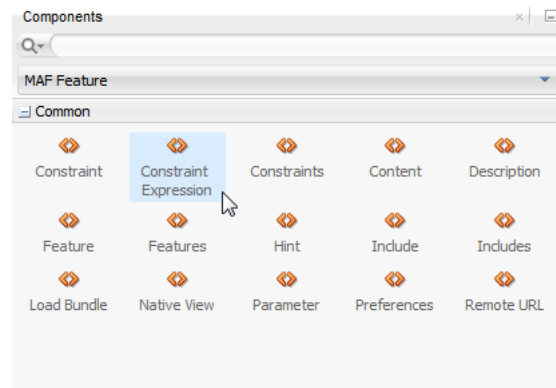 Components
MAF Feature
Common
Constraint Constraint Expression Constraints Content Description
Feature Features Hint Include Includes
Load Bundle Native View Parameter Preferences Remote URL